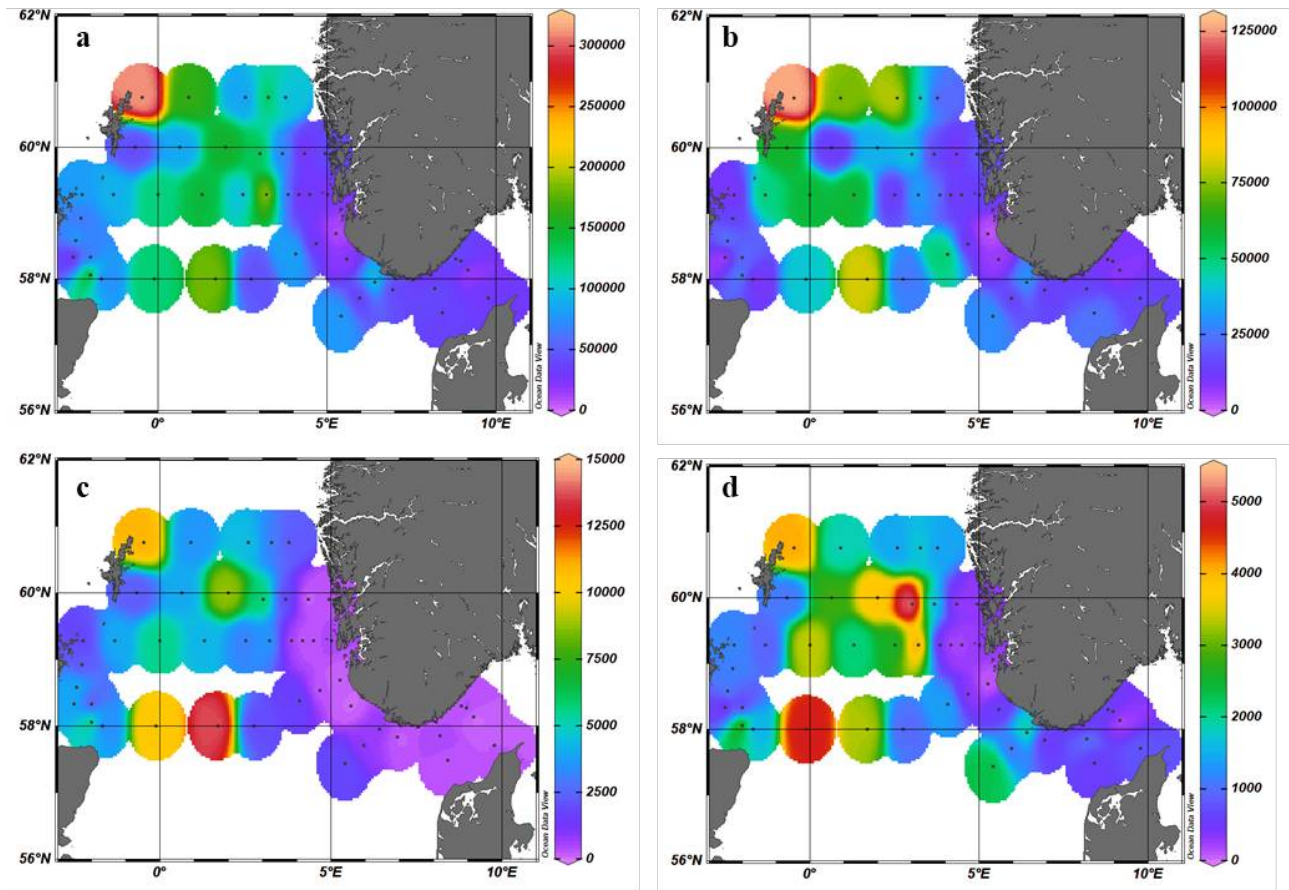 a
62°N
60°N
58°N
56°N
0°
5°E
10°E
300000
250000
200000
150000
100000
50000
0
Ocean Data View
b
62°N
60°N
58°N
56°N
0°
5°E
10°E
125000
100000
75000
50000
25000
0
Ocean Data View
c
62°N
60°N
58°N
56°N
0°
5°E
10°E
15000
12500
10000
7500
5000
2500
0
Ocean Data View
d
62°N
60°N
58°N
56°N
0°
5°E
10°E
5000
4000
3000
2000
1000
0
Ocean Data View